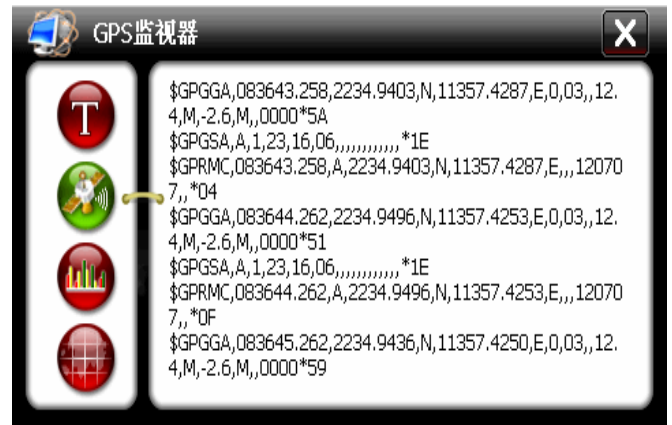 GPS监视器
X
T
$GPGGA,083643.258,2234.9403,N,11357.4287,E,0,03,,12.
4,M,-2.6,M,,0000*5A
$GPGSA,A,1,23,16,06,,,,,,,,,,,,*1E
$GPRMC,083643.258,A,2234.9403,N,11357.4287,E,,,12070
7,,*04
$GPGGA,083644.262,2234.9496,N,11357.4253,E,0,03,,12.
4,M,-2.6,M,,0000*51
$GPGSA,A,1,23,16,06,,,,,,,,,,,,*1E
$GPRMC,083644.262,A,2234.9496,N,11357.4253,E,,,12070
7,,*0F
$GPGGA,083645.262,2234.9436,N,11357.4250,E,0,03,,12.
4,M,-2.6,M,,0000*59